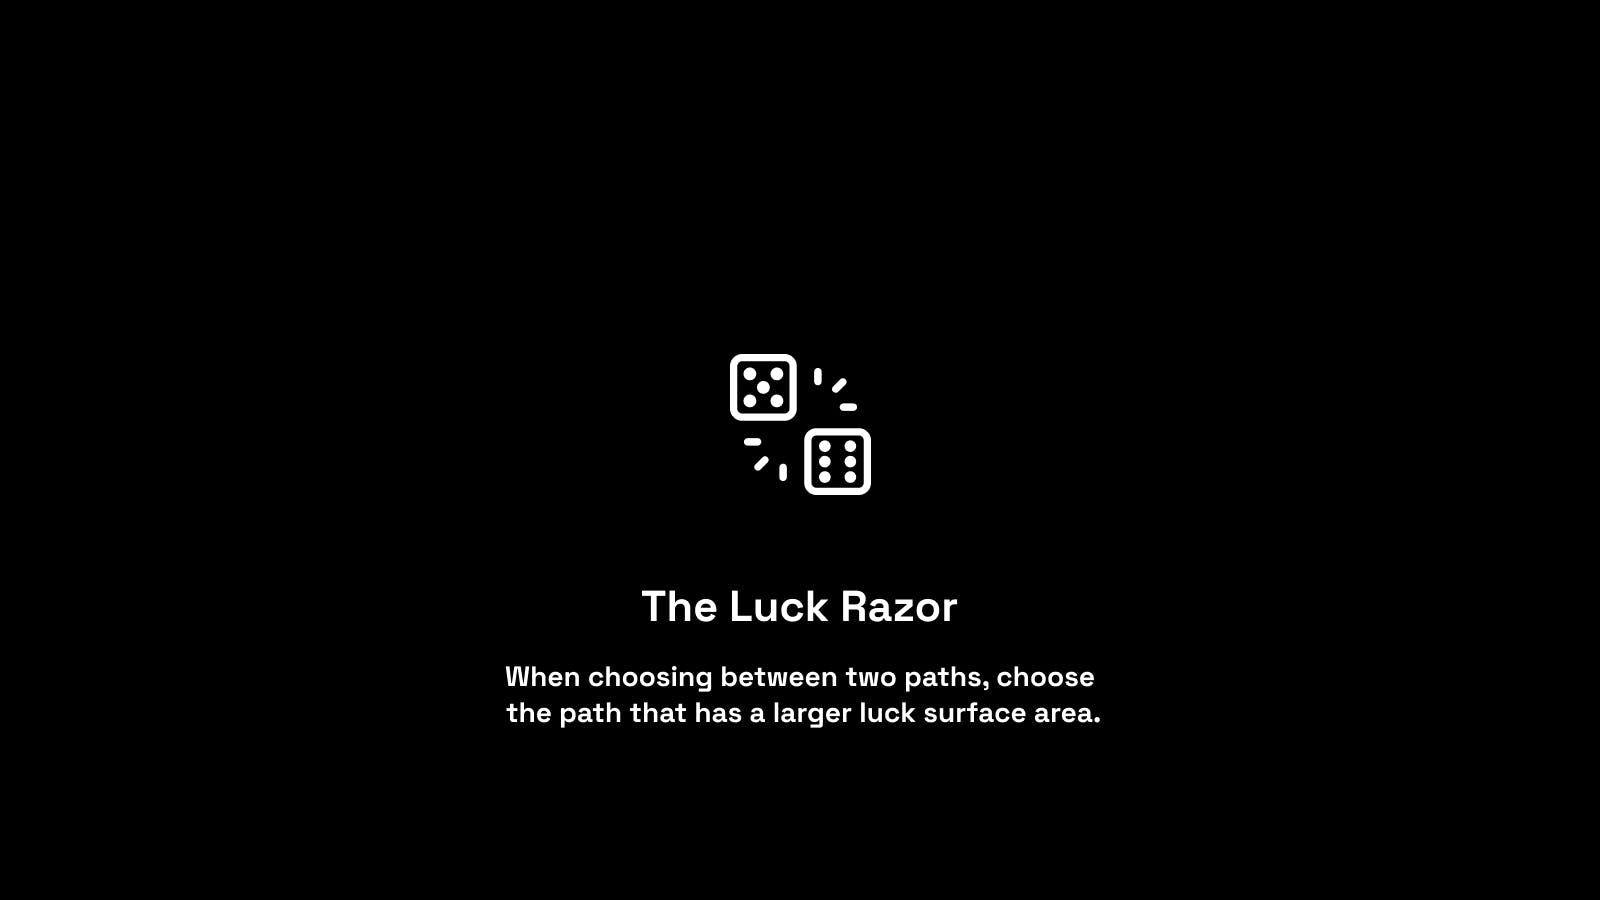 The Luck Razor
When choosing between two paths, choose
the path that has a larger luck surface area.